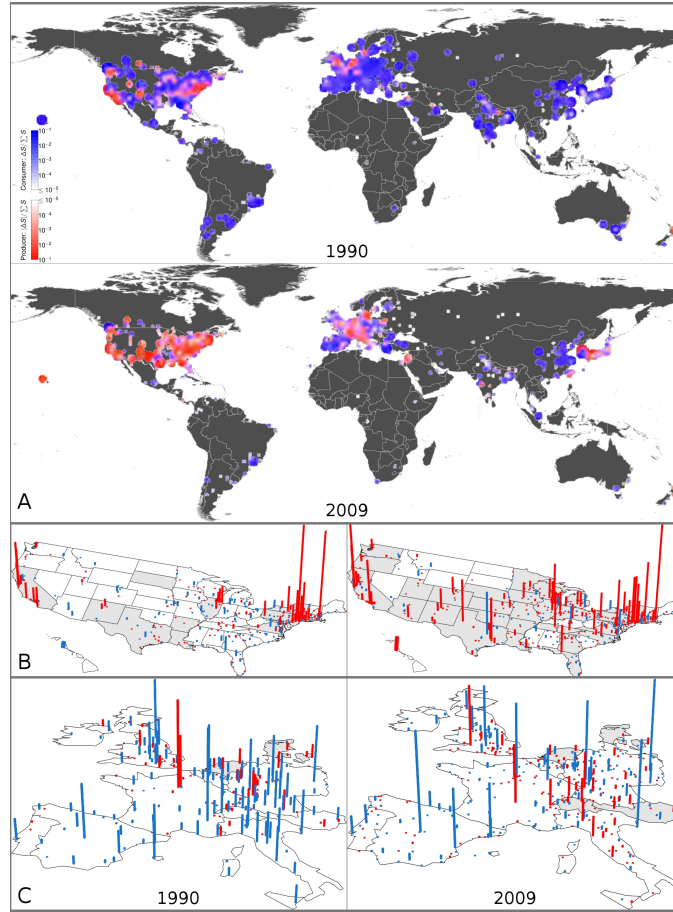 10⁻¹
10⁻²
10⁻³
10⁻⁴
≤ 10⁻⁵
Consumer: ΔS/∑S
≤ 10⁻⁵
10⁻⁴
10⁻³
10⁻²
10⁻¹
Producer: |ΔS|/∑S
1990
A
2009
B
C
1990
2009